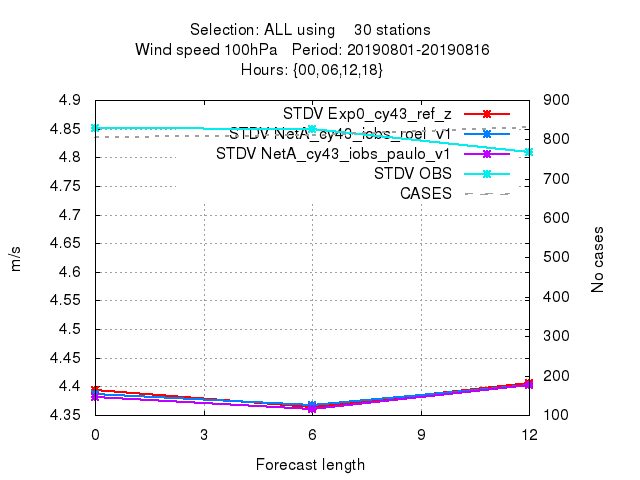 Selection: ALL using 30 stations
Wind speed 100hPa Period: 20190801-20190816
Hours: {00,06,12,18}
4.9
4.85
4.8
4.75
4.7
4.65
4.6
4.55
4.5
4.45
4.4
4.35
m/s
STDV Exp0_cy43_ref_z
STDV NetA_cy43_iobs_roel_v1
STDV NetA_cy43_iobs_paulo_v1
STDV OBS
CASES
900
800
700
600
500
400
300
200
100
No cases
0 3 6 9 12
Forecast length